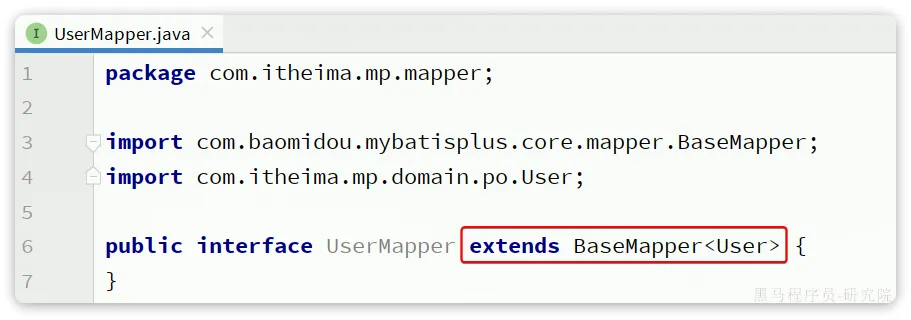 UserMapper.java
1 package com.itheima.mp.mapper;
2
3 import com.baomidou.mybatisplus.core.mapper.BaseMapper;
4 import com.itheima.mp.domain.po.User;
5
6 public interface UserMapper extends BaseMapper<User> {
7 }
黑马程序员-研究院